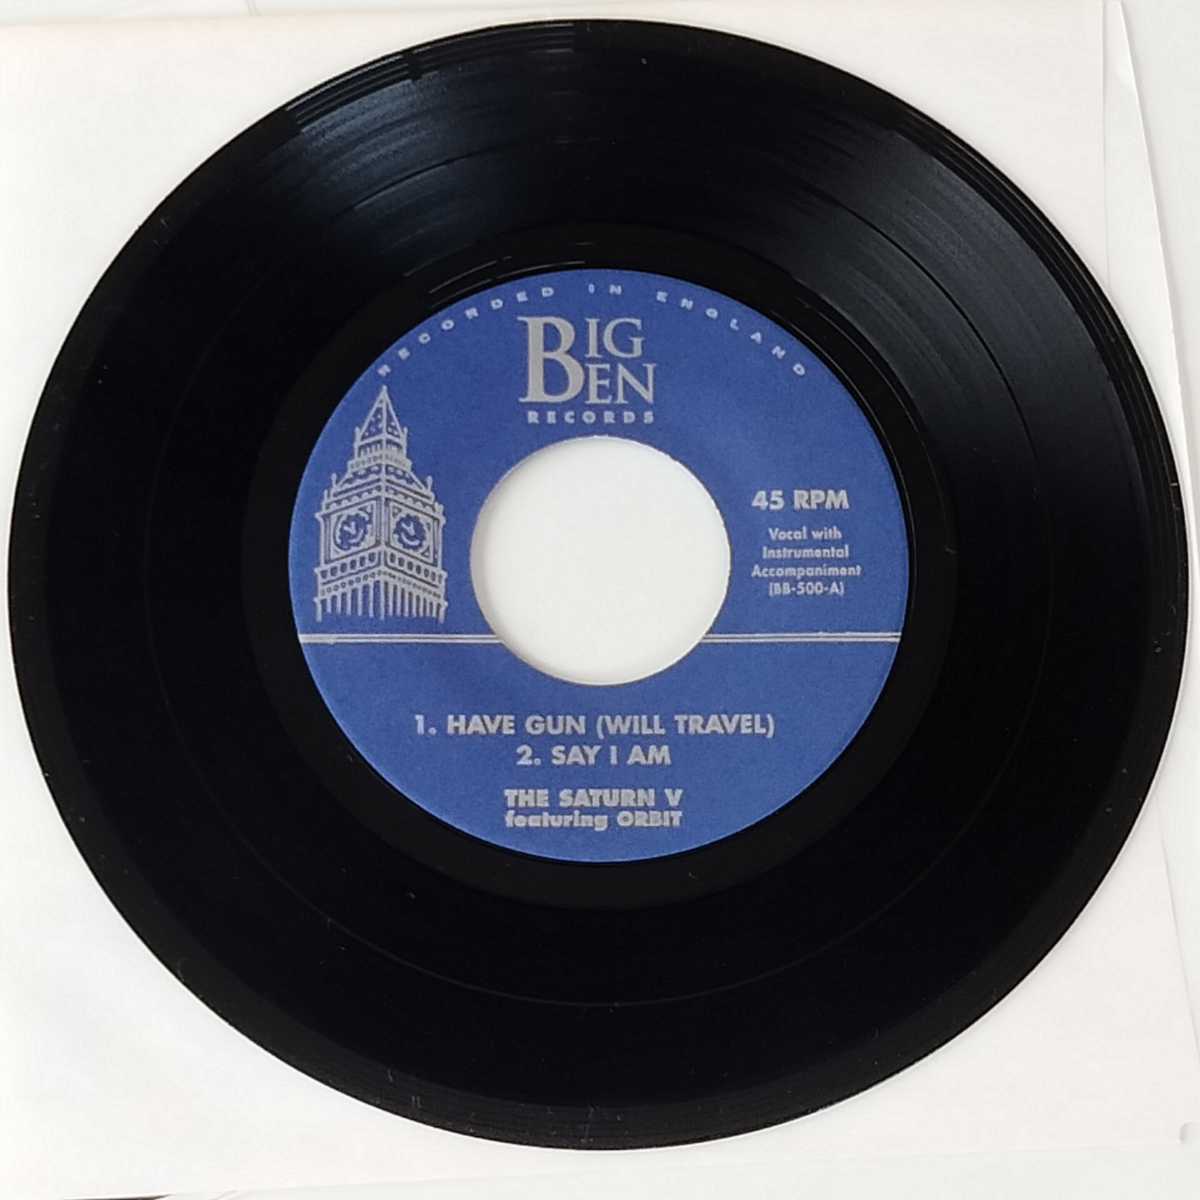 RECORDED IN ENGLAND
BIG
BEN
RECORDS
45 RPM
Vocal with
Instrumental
Accompaniment
(BB-500-A)
1. HAVE GUN (WILL TRAVEL)
2. SAY I AM
THE SATURN V
featuring ORBIT